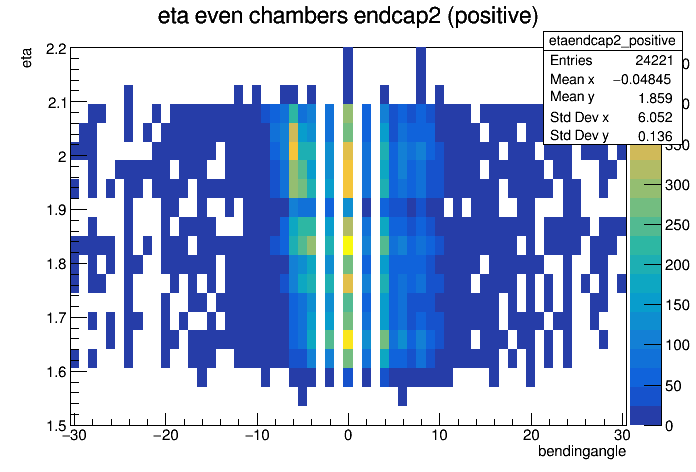 eta even chambers endcap2 (positive)
etaendcap2_positive
Entries 24221
Mean x −0.04845
Mean y 1.859
Std Dev x 6.052
Std Dev y 0.136
eta
2.2
2.1
2
1.9
1.8
1.7
1.6
1.5
−30 −20 −10 0 10 20 30
bendingangle
0
0
350
300
250
200
150
100
50
0